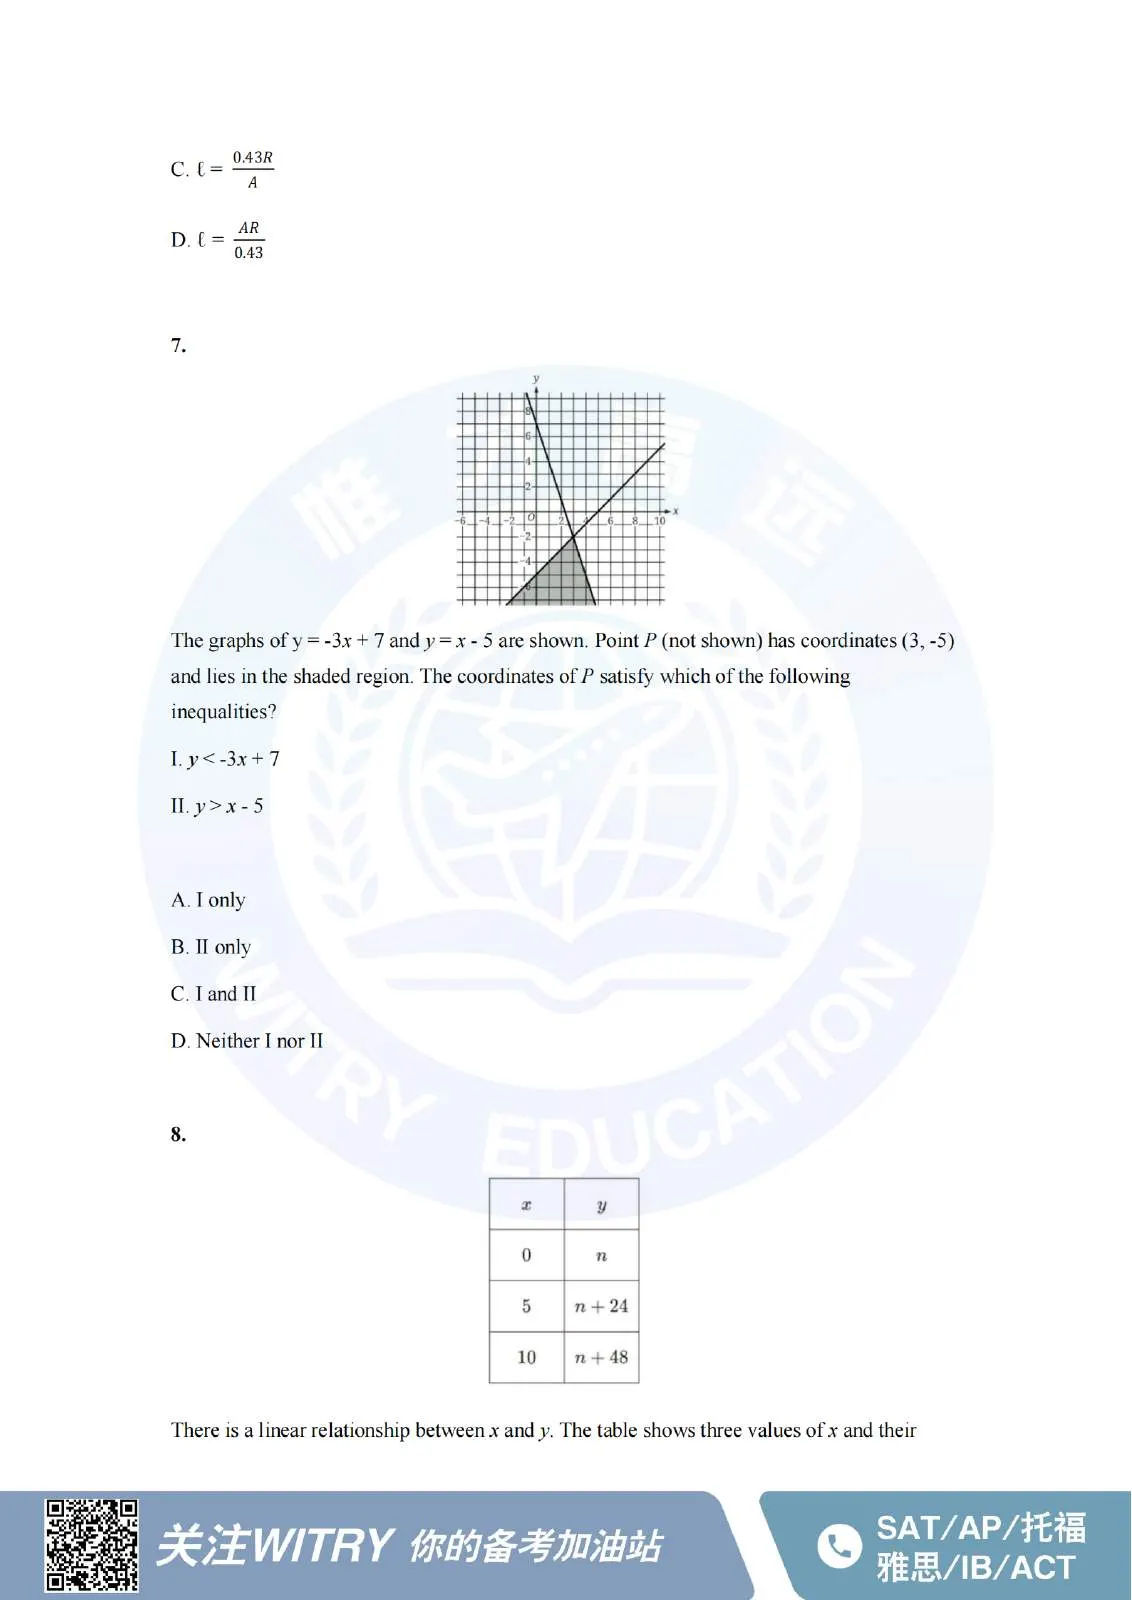 C. ℓ = 0.43R / A
D. ℓ = AR / 0.43
7.
y
8
6
4
2
-6 -4 -2 O 2 4 6 8 10 x
-2
-4
-6
The graphs of y = -3x + 7 and y = x - 5 are shown. Point P (not shown) has coordinates (3, -5)
and lies in the shaded region. The coordinates of P satisfy which of the following
inequalities?
I. y < -3x + 7
II. y > x - 5
A. I only
B. II only
C. I and II
D. Neither I nor II
WITRY EDUCATION
8.
x y
0 n
5 n + 24
10 n + 48
There is a linear relationship between x and y. The table shows three values of x and their
关注WITRY 你的备考加油站
SAT/AP/托福
雅思/IB/ACT